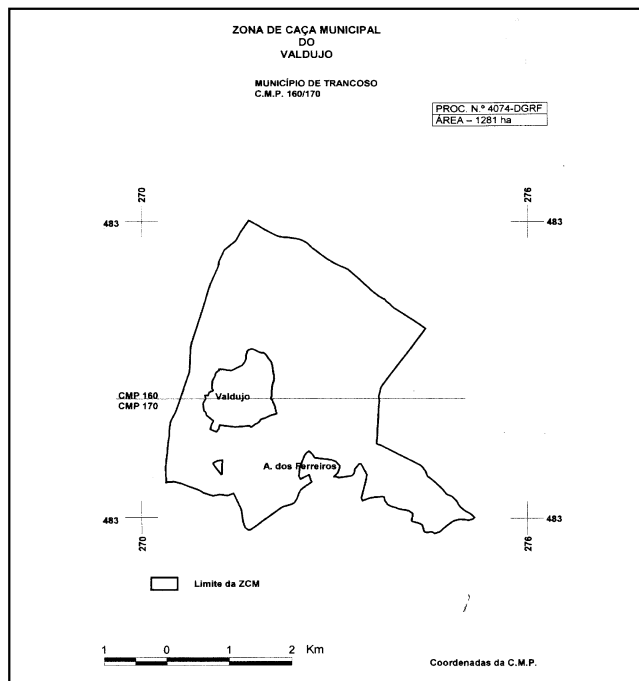 ZONA DE CAÇA MUNICIPAL
DO
VALDUJO
MUNICÍPIO DE TRANCOSO
C.M.P. 160/170
PROC. N.º 4074-DGRF
ÁREA – 1281 ha
270
276
483
483
CMP 160
CMP 170
Valdujo
A. dos Ferreiros
483
483
270
276
Limite da ZCM
1 0 1 2 Km
Coordenadas da C.M.P.